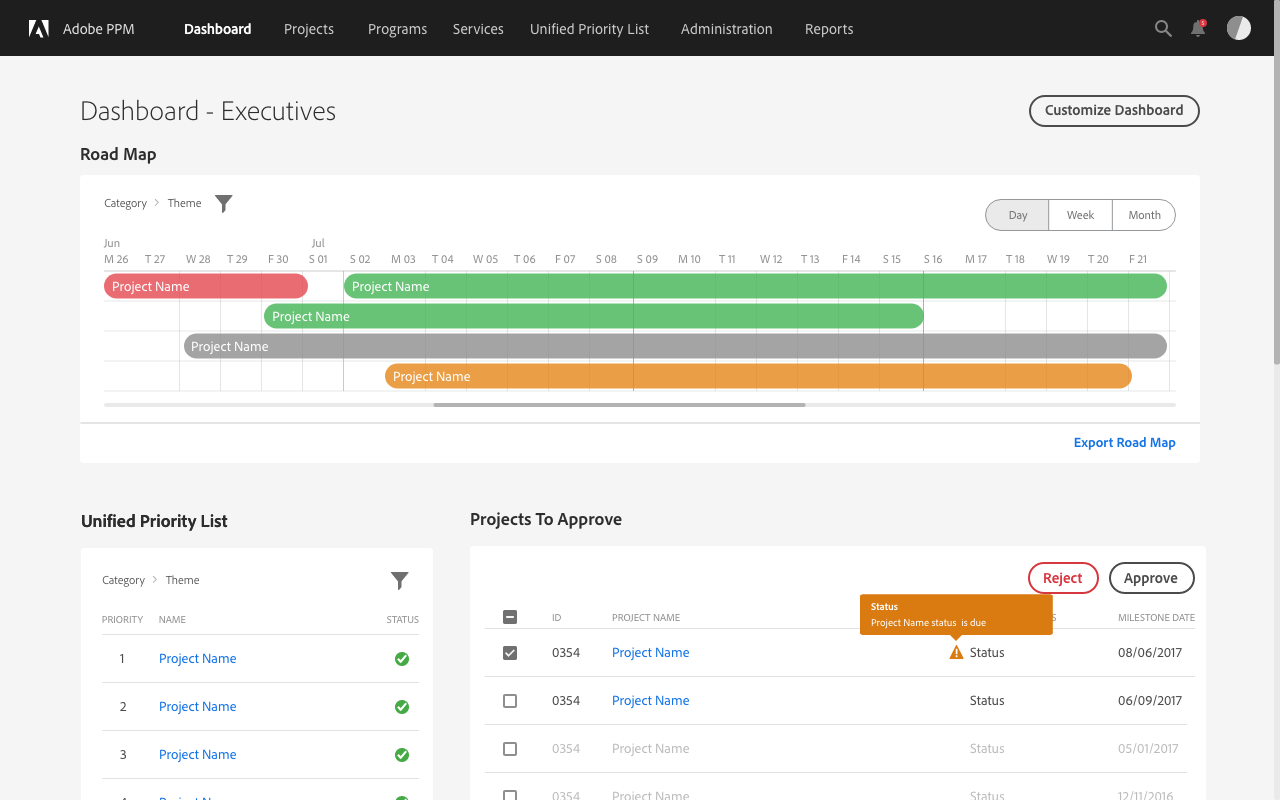 Adobe PPM Dashboard Projects Programs Services Unified Priority List Administration Reports
Dashboard - Executives
Customize Dashboard
Road Map
Category Theme
Day Week Month
Jun Jul
M 26 T 27 W 28 T 29 F 30 S 01 S 02 M 03 T 04 W 05 T 06 F 07 S 08 S 09 M 10 T 11 W 12 T 13 F 14 S 15 S 16 M 17 T 18 W 19 T 20 F 21
Project Name Project Name
Project Name
Project Name
Project Name
Export Road Map
Unified Priority List
Category Theme
PRIORITY NAME STATUS
1 Project Name
2 Project Name
3 Project Name
Project Name
Projects To Approve
Reject Approve
Status
Project Name status is due
ID PROJECT NAME MILESTONE DATE
0354 Project Name Status 08/06/2017
0354 Project Name Status 06/09/2017
0354 Project Name Status 05/01/2017
0354 Project Name Status 12/11/2016